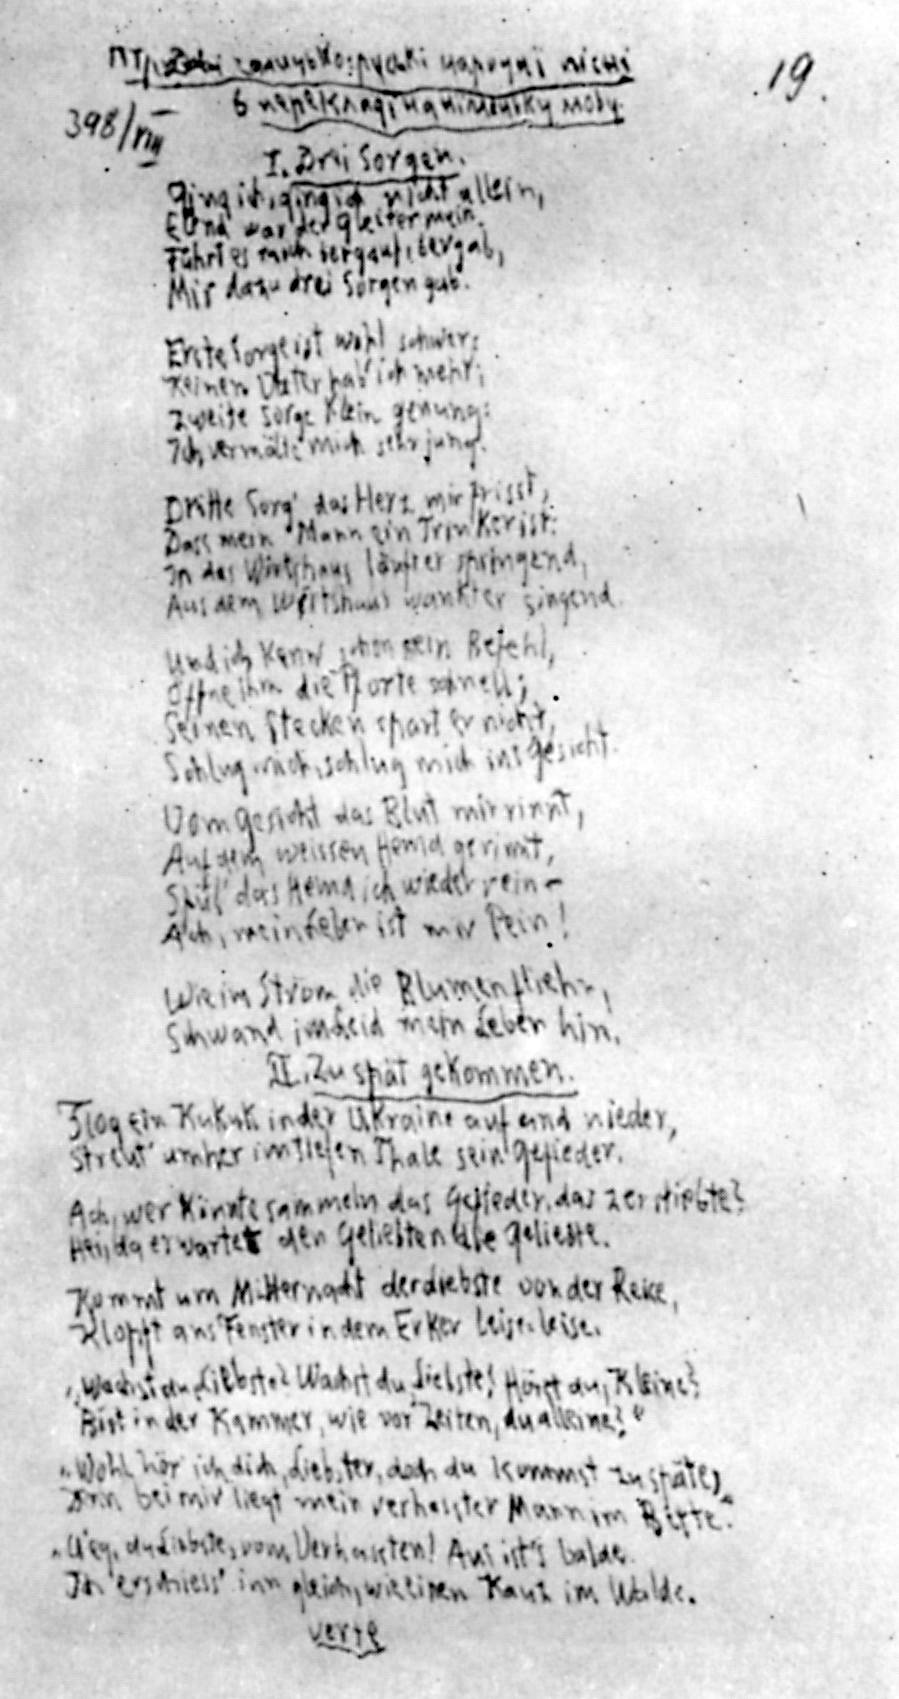 галицько-руські народні пісні
в перекладі на німецьку мову.
19.
398/VIII
I. Drei Sorgen.
Ging ich, ging ich nicht allein,
Elend war der Gleiter mein,
Führt es mich bergauf, bergab,
Mir dazu drei Sorgen gab.
Erste Sorge ist wohl schwer:
Keinen Vater hab' ich mehr;
Zweite Sorge klein genung:
Ich vermälte mich sehr jung.
Dritte Sorg' das Herz mir frisst,
Dass mein Mann ein Trinker ist:
In das Wirtshaus läuft er springend,
Aus dem Wirtshaus wankt er singend.
Und ich kenn' schon sein Befehl,
Öffne ihm die Pforte schnell;
Seinen Stecken spart er nicht,
Schlug mich, schlug mich ins Gesicht.
Vom Gesicht das Blut mir rinnt,
Auf dem weissen Hemd gerinnt,
Spül' das Hemd ich wieder rein –
Ach, mein Leben ist mir Pein!
Wie im Strom die Blumen fliehn,
Schwand im Leid mein Leben hin.
II. Zu spät gekommen.
Flog ein Kukuk in der Ukraine auf und nieder,
Streut' umher im tiefen Thale sein Gefieder.
Ach, wer könnte sammeln das Gefieder, das zerstiebte?
Hei, da erwartet den Geliebten die Geliebte.
Kommt um Mitternacht der Liebste von der Reise,
Klopft ans Fenster in dem Erker leise, leise.
„Wachst du, Liebste? Wachst du, Liebste? Hörst du, Kleine?
Bist in der Kammer, wie vor Zeiten, du alleine?"
„Wohl hör' ich dich, Liebster, doch du kommst zu späte,
Denn bei mir liegt mein verhasster Mann im Bette."
„Weg, du Liebste, vom Verhassten! Aus ist's balde.
Ich erschiess' ihn gleich, wie einen Kauz im Walde.
verte